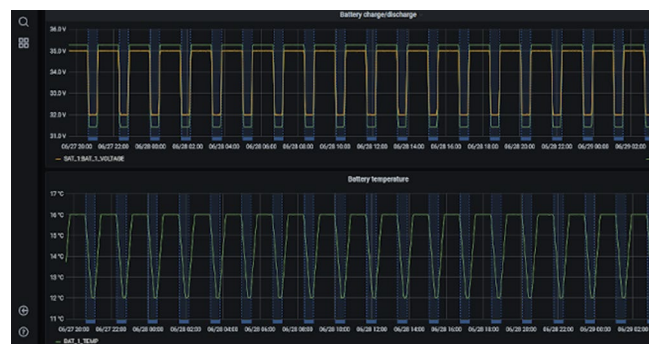 Battery charge/discharge
36.0 V
35.0 V
34.0 V
33.0 V
32.0 V
31.0 V
06/27 20:00 06/27 22:00 06/28 00:00 06/28 02:00 06/28 04:00 06/28 06:00 06/28 08:00 06/28 10:00 06/28 12:00 06/28 14:00 06/28 16:00 06/28 18:00 06/28 20:00 06/28 22:00 06/29 00:00 06/29 02:00
BAT_1:BAT_1_VOLTAGE
Battery temperature
17 °C
16 °C
15 °C
14 °C
13 °C
12 °C
11 °C
06/27 20:00 06/27 22:00 06/28 00:00 06/28 02:00 06/28 04:00 06/28 06:00 06/28 08:00 06/28 10:00 06/28 12:00 06/28 14:00 06/28 16:00 06/28 18:00 06/28 20:00 06/28 22:00 06/29 00:00 06/29 02:00
BAT_1_TEMP